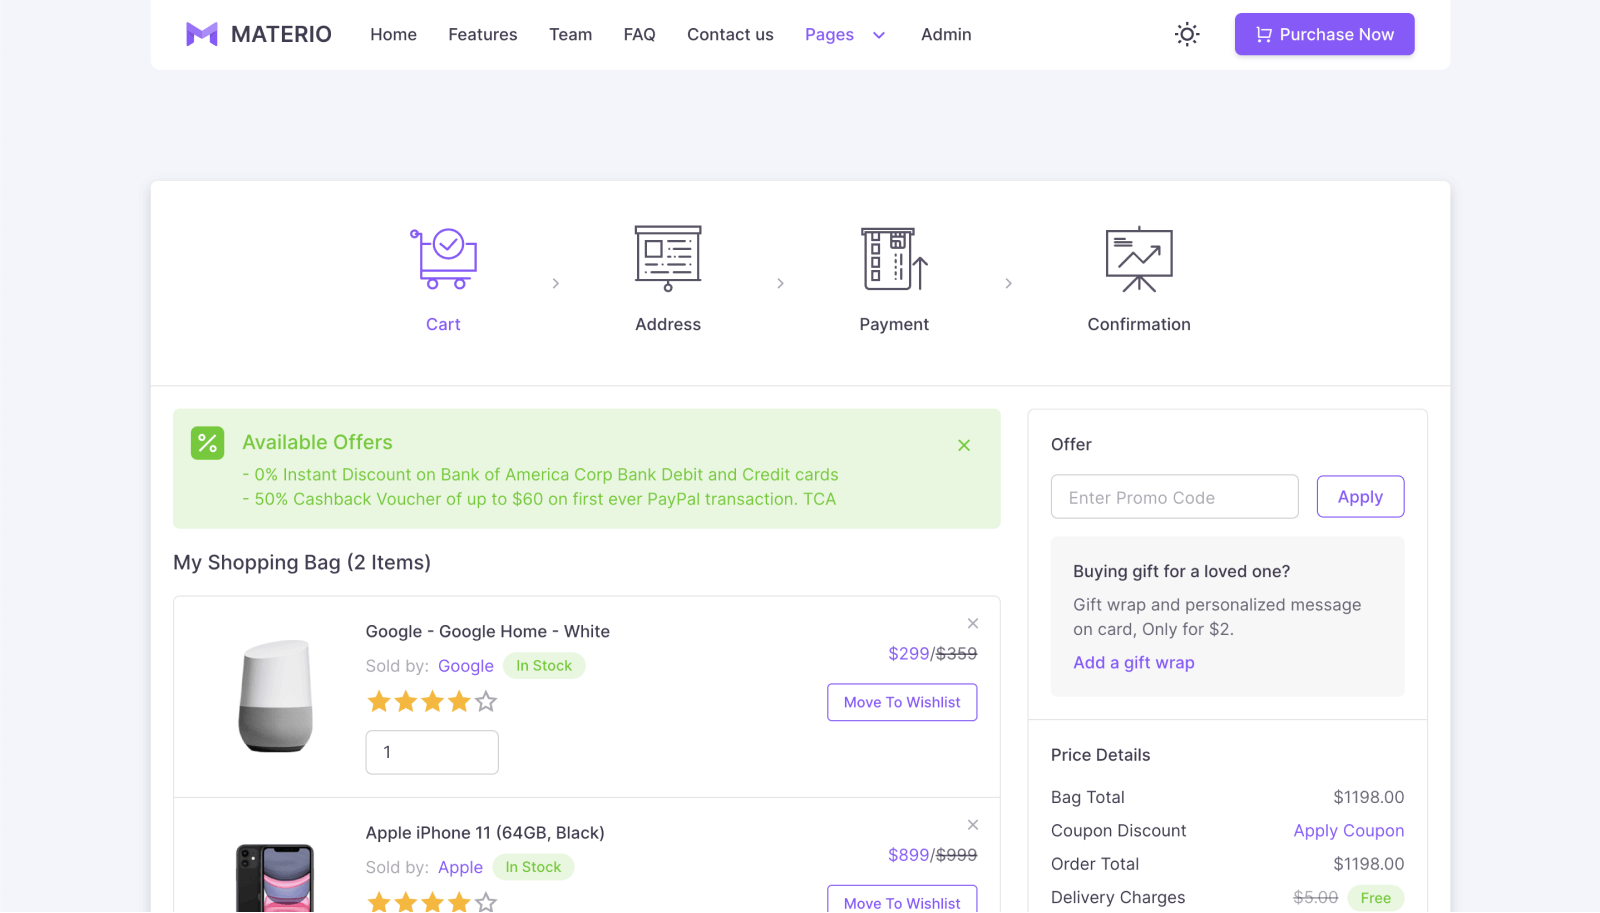 MATERIO
Home
Features
Team
FAQ
Contact us
Pages
Admin
Purchase Now
Cart
Address
Payment
Confirmation
Available Offers
- 0% Instant Discount on Bank of America Corp Bank Debit and Credit cards
- 50% Cashback Voucher of up to $60 on first ever PayPal transaction. TCA
My Shopping Bag (2 Items)
Google - Google Home - White
Sold by: Google In Stock
$299/$359
Move To Wishlist
1
Apple iPhone 11 (64GB, Black)
Sold by: Apple In Stock
$899/$999
Move To Wishlist
Offer
Enter Promo Code
Apply
Buying gift for a loved one?
Gift wrap and personalized message
on card, Only for $2.
Add a gift wrap
Price Details
Bag Total $1198.00
Coupon Discount Apply Coupon
Order Total $1198.00
Delivery Charges $5.00 Free